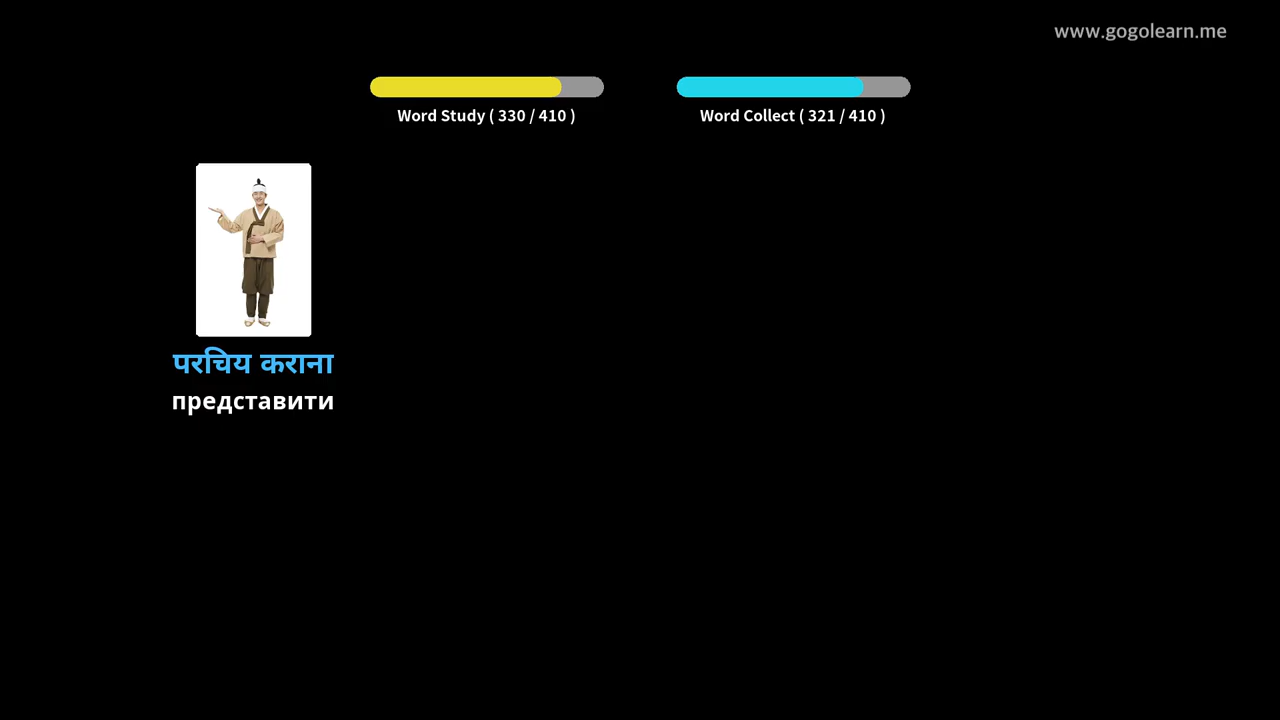 www.gogolearn.me
Word Study ( 330 / 410 )
Word Collect ( 321 / 410 )
परिचय कराना
представити